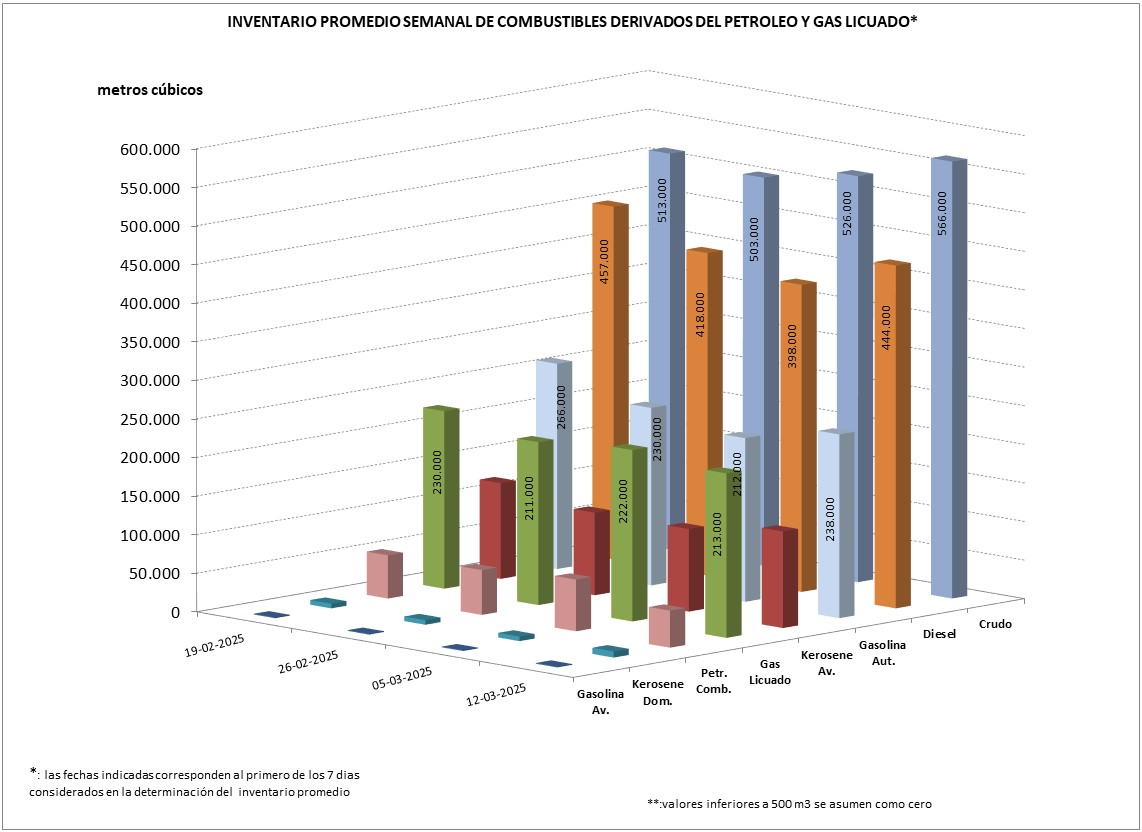 INVENTARIO PROMEDIO SEMANAL DE COMBUSTIBLES DERIVADOS DEL PETROLEO Y GAS LICUADO*
metros cúbicos
600.000
550.000
500.000
450.000
400.000
350.000
300.000
250.000
200.000
150.000
100.000
50.000
0
513.000
503.000
526.000
566.000
457.000
418.000
398.000
444.000
266.000
230.000
212.000
238.000
230.000
211.000
222.000
213.000
19-02-2025
26-02-2025
05-03-2025
12-03-2025
Gasolina
Av.
Kerosene
Dom.
Petr.
Comb.
Gas
Licuado
Kerosene
Av.
Gasolina
Aut.
Diesel
Crudo
*: las fechas indicadas corresponden al primero de los 7 dias
considerados en la determinación del inventario promedio
**:valores inferiores a 500 m3 se asumen como cero